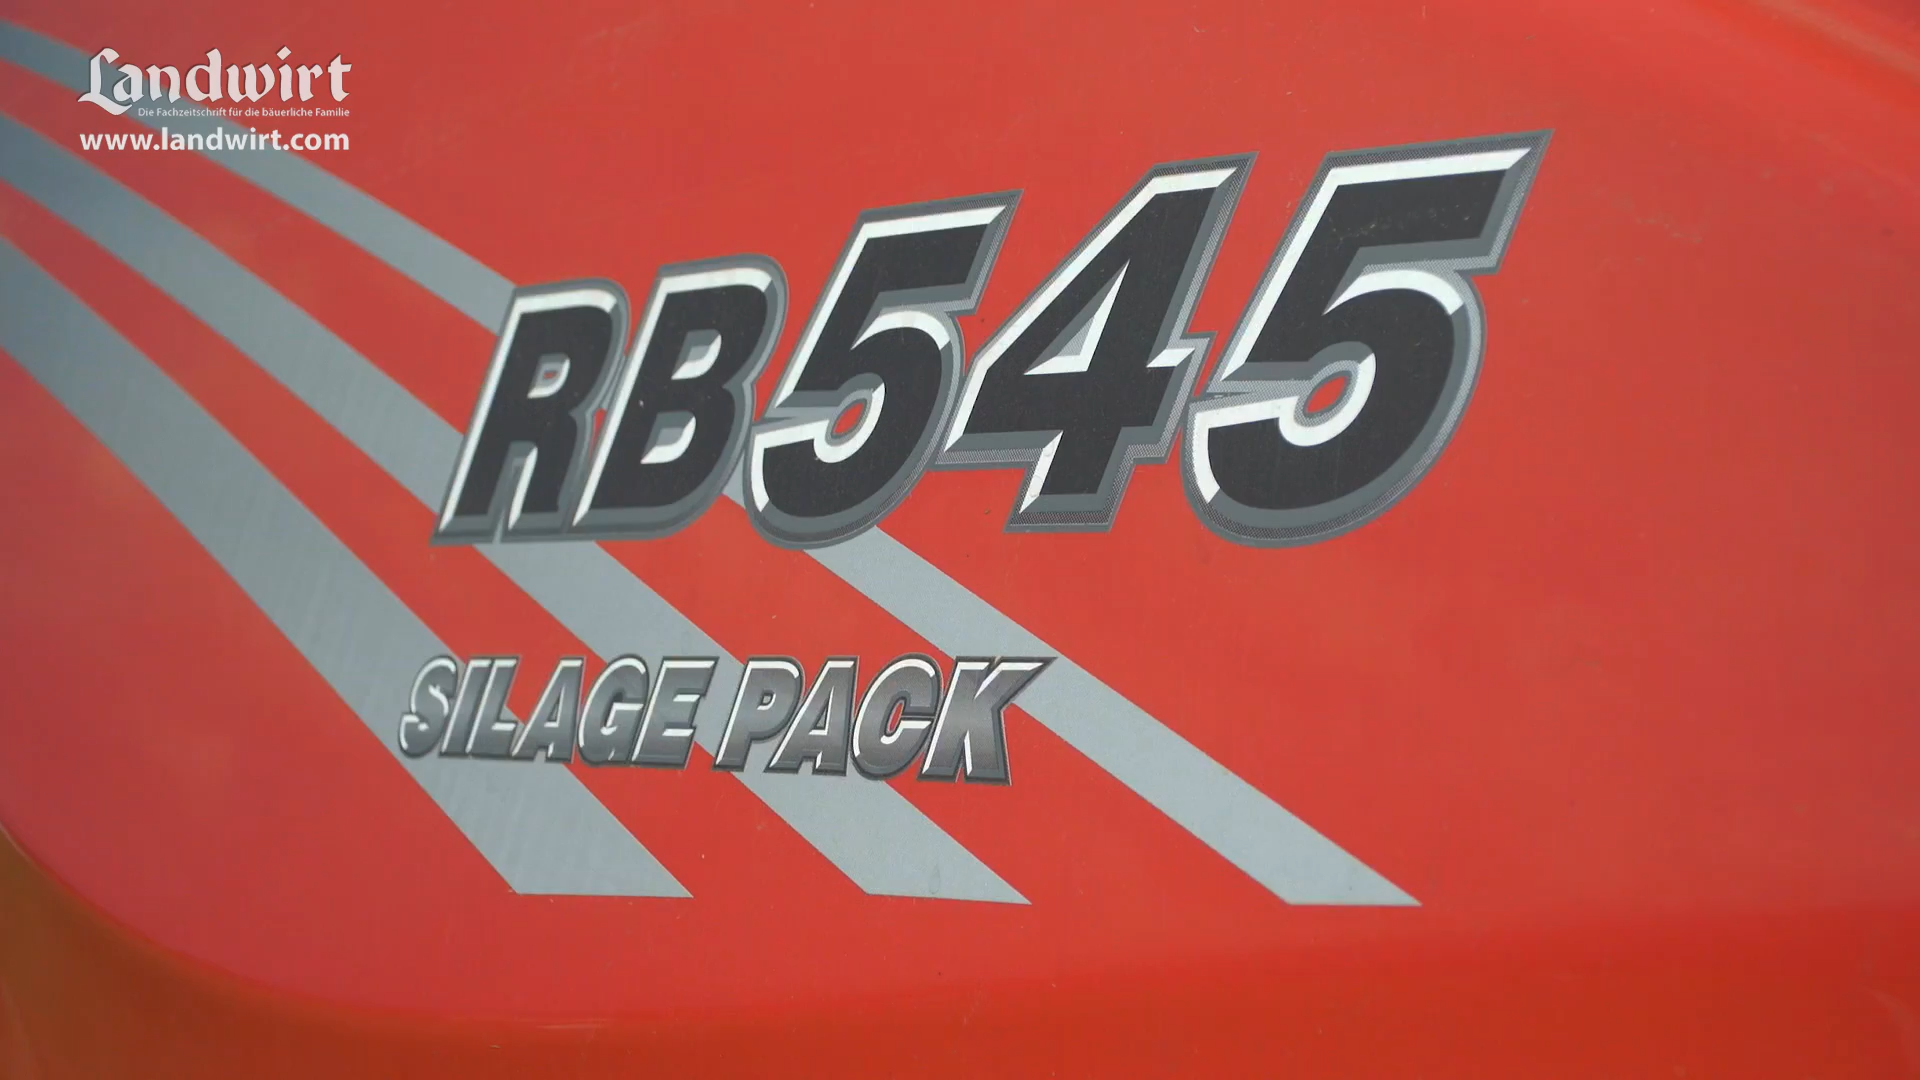 Landwirt
Die Fachzeitschrift für die bäuerliche Familie
www.landwirt.com
RB545
SILAGE PACK